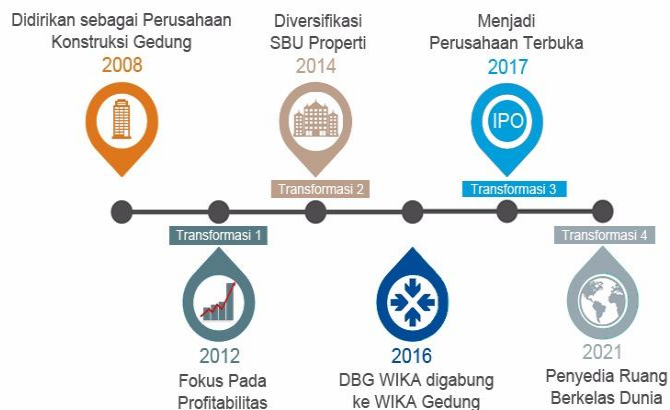 Didirikan sebagai Perusahaan
Konstruksi Gedung
2008
Diversifikasi
SBU Properti
2014
Menjadi
Perusahaan Terbuka
2017
IPO
Transformasi 2
Transformasi 3
Transformasi 1
Transformasi 4
2012
Fokus Pada
Profitabilitas
2016
DBG WIKA digabung
ke WIKA Gedung
2021
Penyedia Ruang
Berkelas Dunia